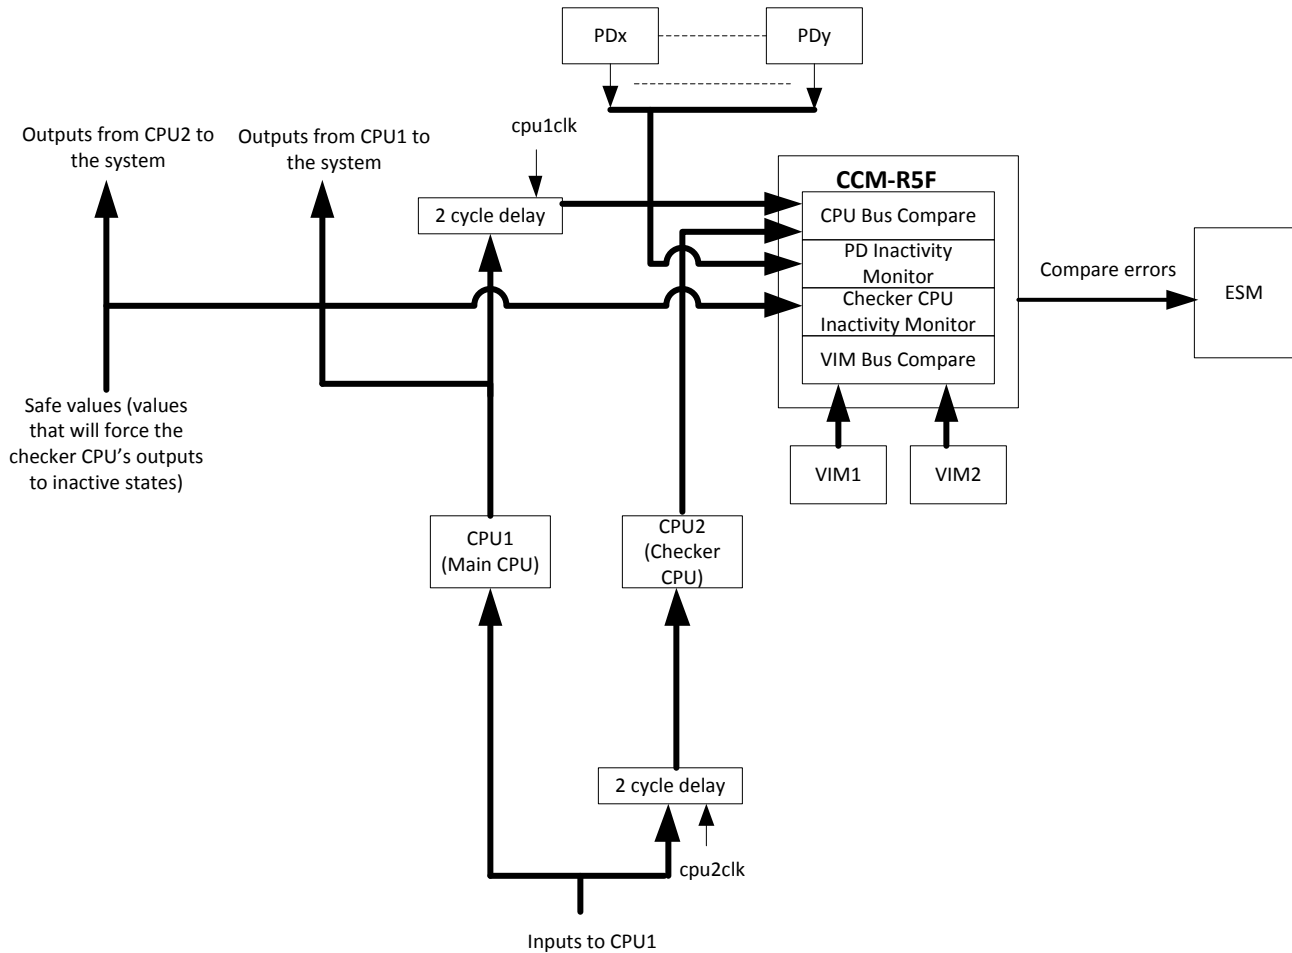 PDx
PDy
Outputs from CPU2 to
the system
Outputs from CPU1 to
the system
cpu1clk
2 cycle delay
CCM-R5F
CPU Bus Compare
PD Inactivity
Monitor
Checker CPU
Inactivity Monitor
VIM Bus Compare
Compare errors
ESM
Safe values (values
that will force the
checker CPU’s outputs
to inactive states)
VIM1
VIM2
CPU1
(Main CPU)
CPU2
(Checker
CPU)
2 cycle delay
cpu2clk
Inputs to CPU1